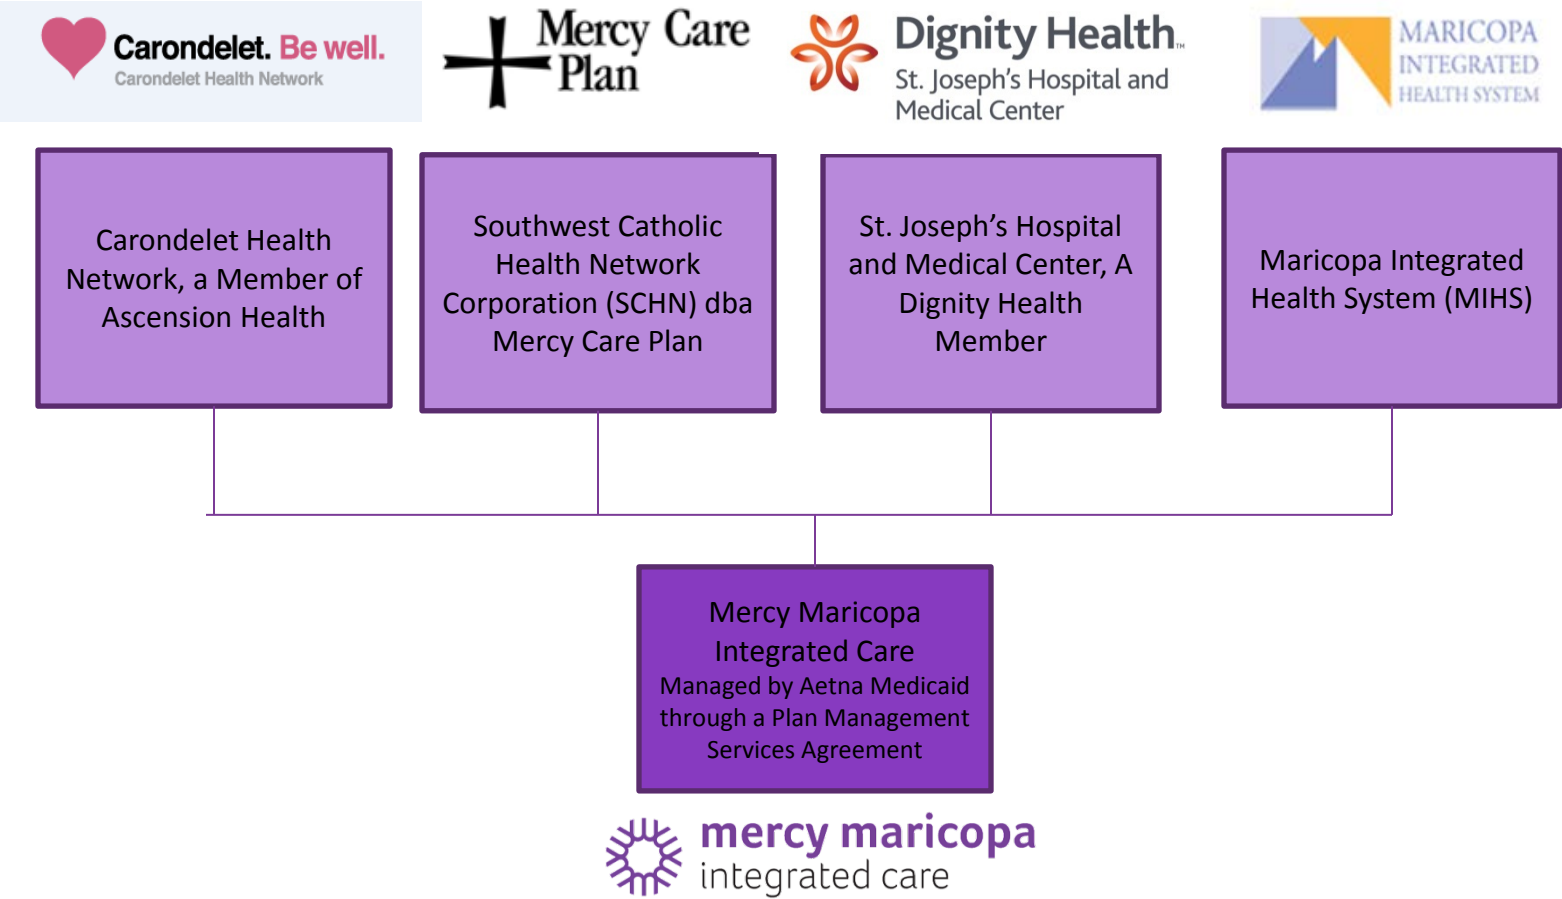 Carondelet. Be well.
Carondelet Health Network
Mercy Care
Plan
Dignity Health™
St. Joseph's Hospital and
Medical Center
MARICOPA
INTEGRATED
HEALTH SYSTEM
Carondelet Health
Network, a Member of
Ascension Health
Southwest Catholic
Health Network
Corporation (SCHN) dba
Mercy Care Plan
St. Joseph’s Hospital
and Medical Center, A
Dignity Health
Member
Maricopa Integrated
Health System (MIHS)
Mercy Maricopa
Integrated Care
Managed by Aetna Medicaid
through a Plan Management
Services Agreement
mercy maricopa
integrated care